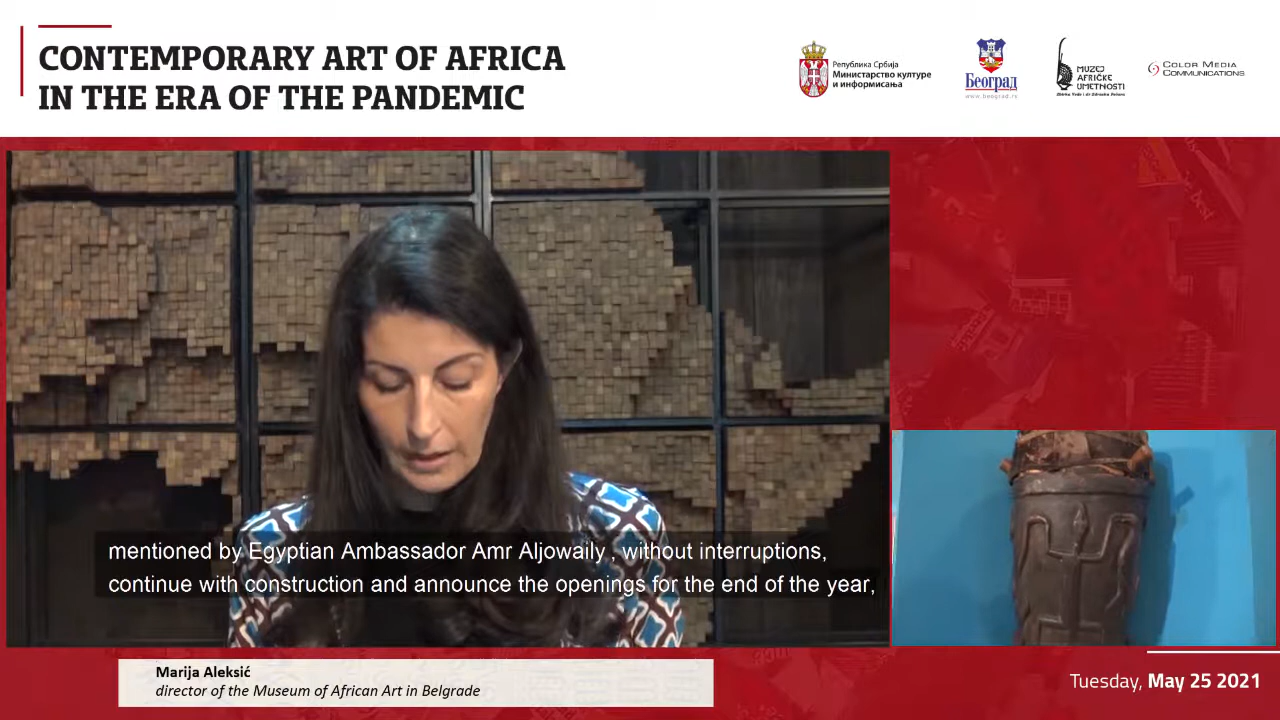 CONTEMPORARY ART OF AFRICA
IN THE ERA OF THE PANDEMIC
Република Србија
Министарство културе
и информисања
Београд
www.beograd.rs
MUZEJ
AFRIČKE
UMETNOSTI
Color Media
Communications
mentioned by Egyptian Ambassador Amr Aljowaily , without interruptions,
continue with construction and announce the openings for the end of the year,
Marija Aleksić
director of the Museum of African Art in Belgrade
Tuesday, May 25 2021